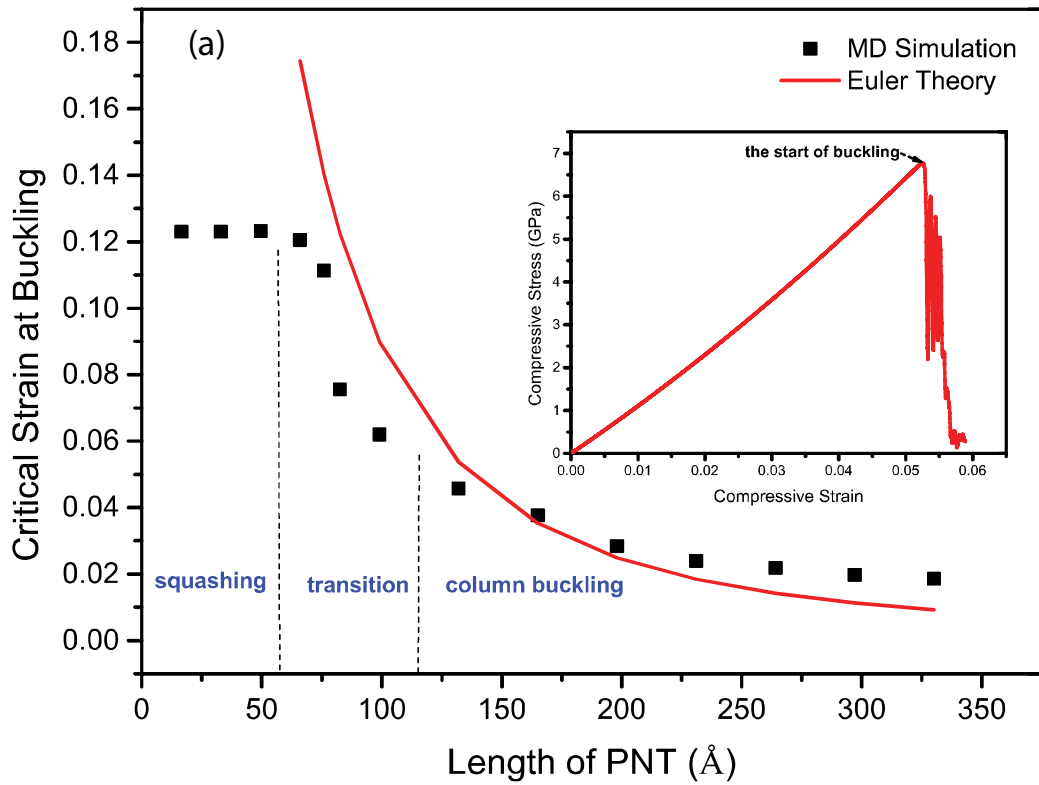 (a)
MD Simulation
Euler Theory
Critical Strain at Buckling
0.18
0.16
0.14
0.12
0.10
0.08
0.06
0.04
0.02
0.00
the start of buckling
Compressive Stress (GPa)
7
6
5
4
3
2
1
0
0.00 0.01 0.02 0.03 0.04 0.05 0.06
Compressive Strain
squashing transition column buckling
0 50 100 150 200 250 300 350
Length of PNT (Å)